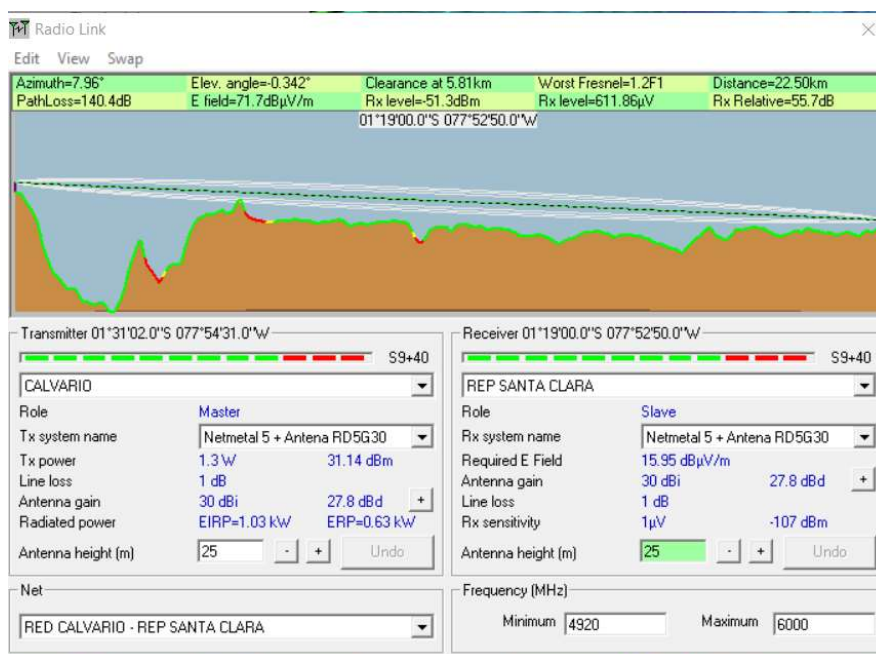 Radio Link
Edit View Swap
Azimuth=7.96° Elev. angle=-0.342° Clearance at 5.81km Worst Fresnel=1.2F1 Distance=22.50km
PathLoss=140.4dB E field=71.7dBµV/m Rx level=-51.3dBm Rx level=611.86µV Rx Relative=55.7dB
01°19'00.0''S 077°52'50.0''W
Transmitter 01°31'02.0''S 077°54'31.0''W
S9+40
CALVARIO
Role Master
Tx system name Netmetal 5 + Antena RD5G30
Tx power 1.3 W 31.14 dBm
Line loss 1 dB
Antenna gain 30 dBi 27.8 dBd +
Radiated power EIRP=1.03 kW ERP=0.63 kW
Antenna height (m) 25 - + Undo
Net
RED CALVARIO - REP SANTA CLARA
Receiver 01°19'00.0''S 077°52'50.0''W
S9+40
REP SANTA CLARA
Role Slave
Rx system name Netmetal 5 + Antena RD5G30
Required E Field 15.95 dBµV/m
Antenna gain 30 dBi 27.8 dBd +
Line loss 1 dB
Rx sensitivity 1µV -107 dBm
Antenna height (m) 25 - + Undo
Frequency (MHz)
Minimum 4920 Maximum 6000